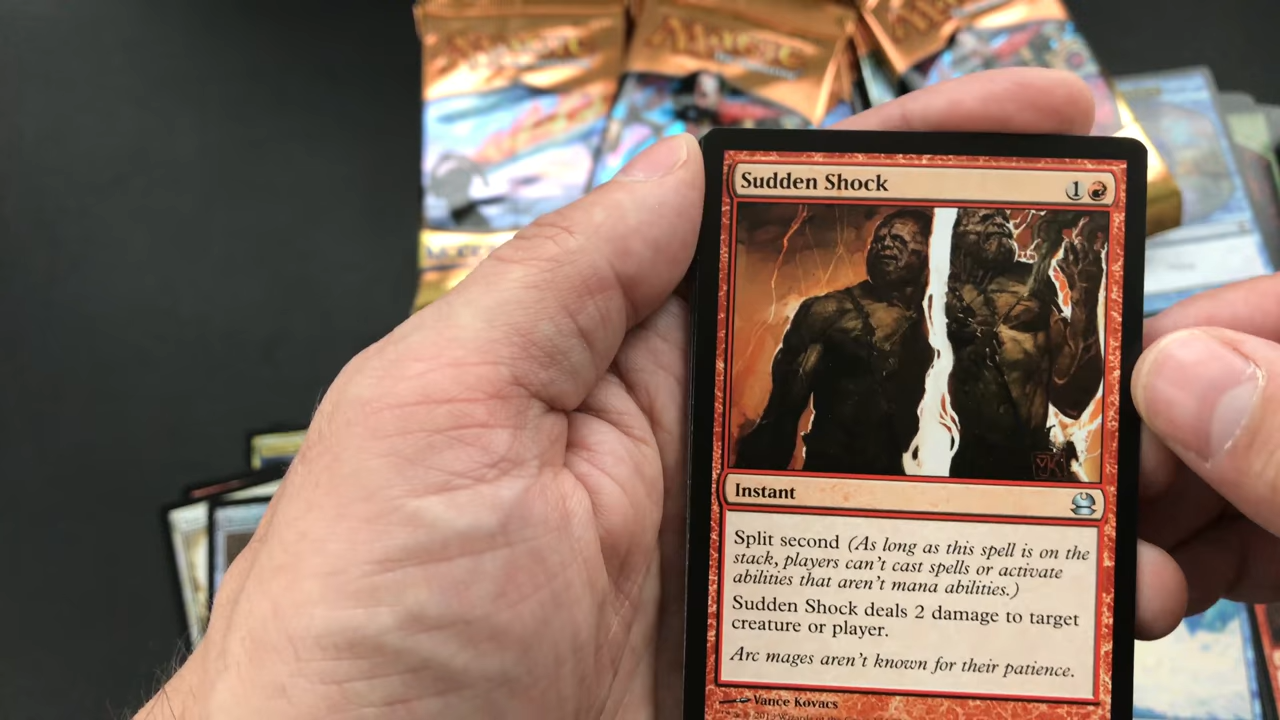 Sudden Shock 1
Instant
Split second (As long as this spell is on the
stack, players can't cast spells or activate
abilities that aren't mana abilities.)
Sudden Shock deals 2 damage to target
creature or player.
Arc mages aren't known for their patience.
Vance Kovacs